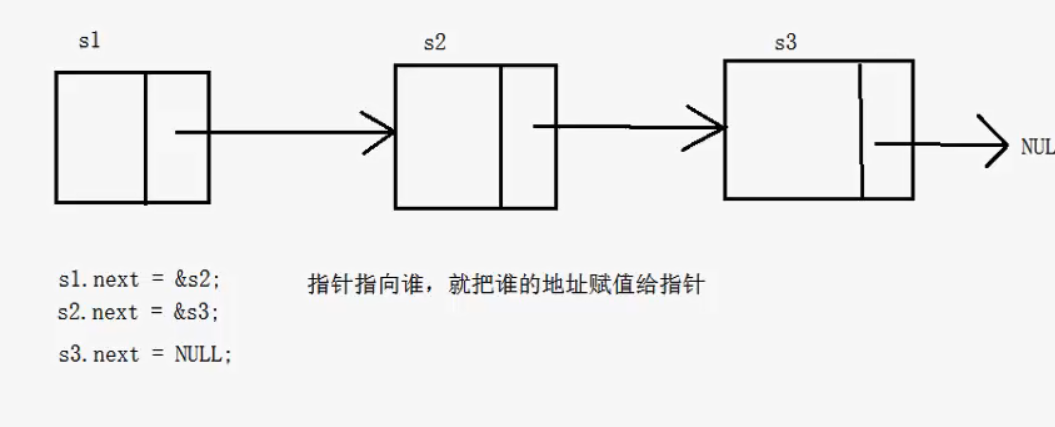 s1
s2
s3
NUL
s1.next = &s2;
指针指向谁，就把谁的地址赋值给指针
s2.next = &s3;
s3.next = NULL;